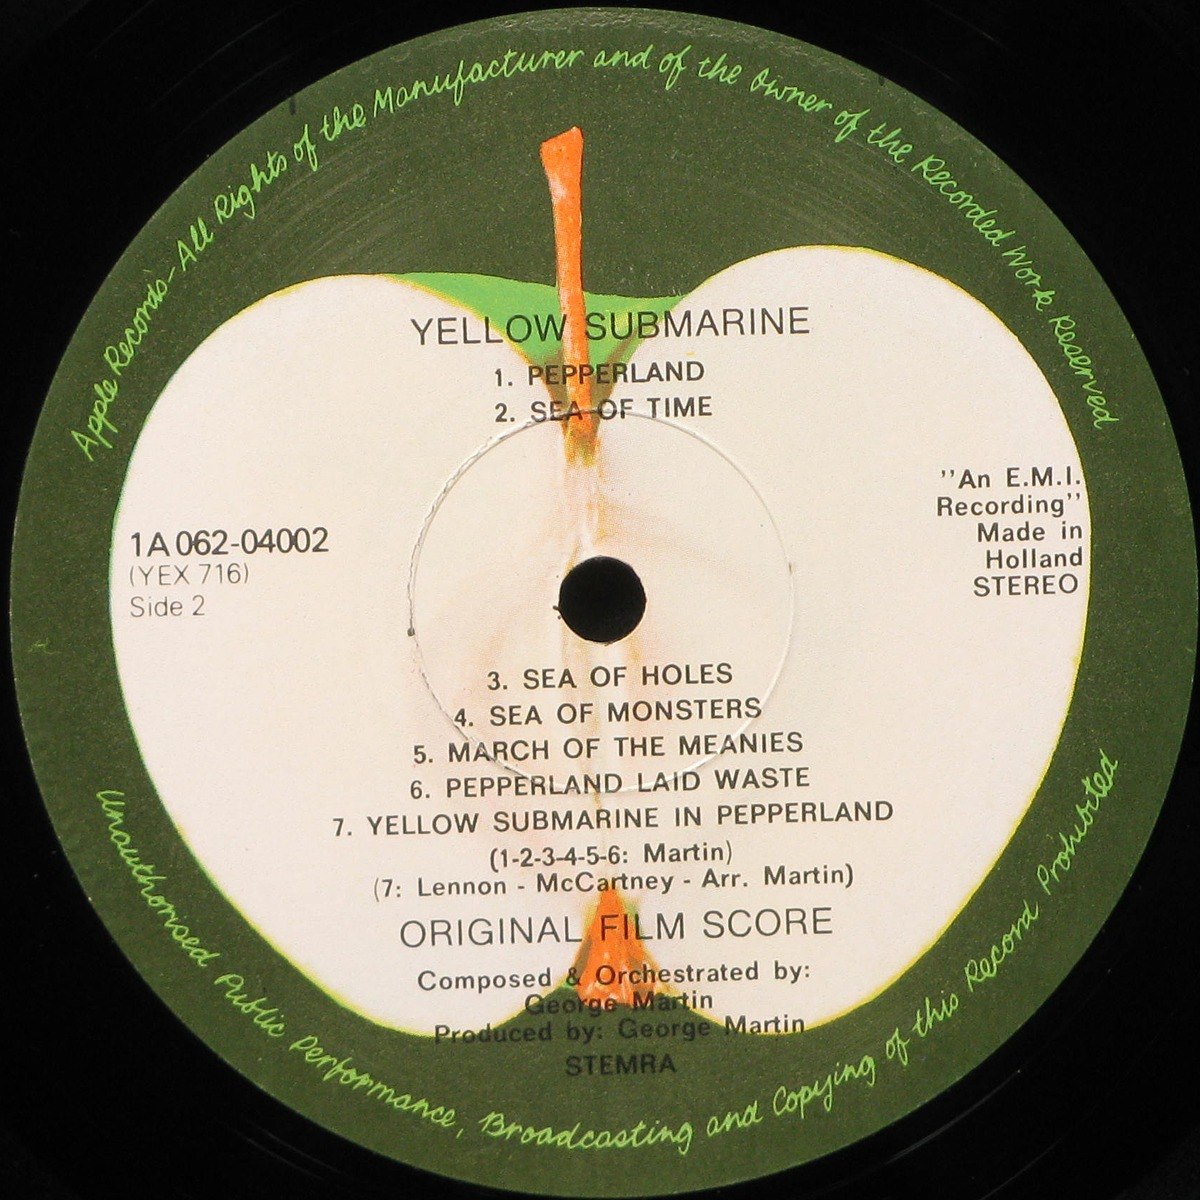 Apple Records - All Rights of the Manufacturer and of the Owner of the Recorded Work Reserved
YELLOW SUBMARINE
1. PEPPERLAND
2. SEA OF TIME
1A 062-04002
(YEX 716)
Side 2
''An E.M.I.
Recording''
Made in
Holland
STEREO
3. SEA OF HOLES
4. SEA OF MONSTERS
5. MARCH OF THE MEANIES
6. PEPPERLAND LAID WASTE
7. YELLOW SUBMARINE IN PEPPERLAND
(1-2-3-4-5-6: Martin)
(7: Lennon - McCartney - Arr. Martin)
ORIGINAL FILM SCORE
Composed & Orchestrated by:
George Martin
Produced by: George Martin
STEMRA
Unauthorised Public Performance, Broadcasting and Copying of this Record Prohibited